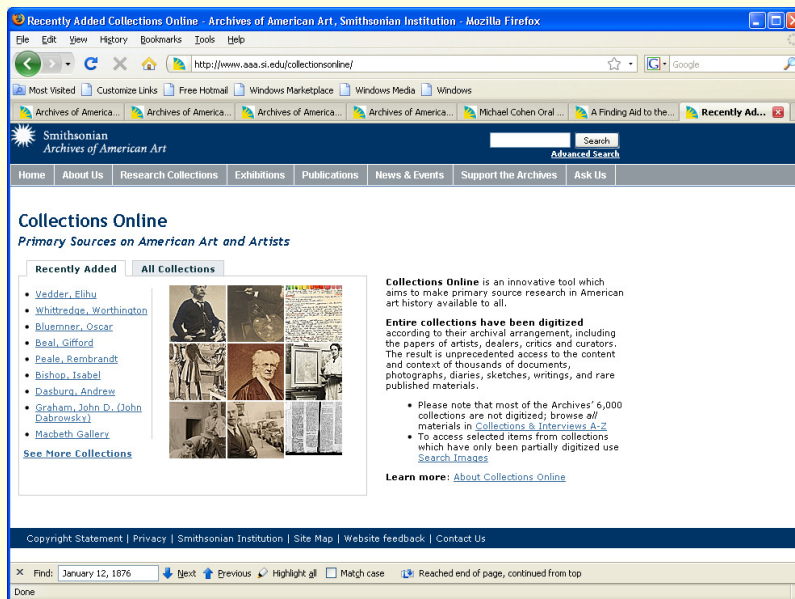 Recently Added Collections Online - Archives of American Art, Smithsonian Institution - Mozilla Firefox
File Edit View History Bookmarks Tools Help
http://www.aaa.si.edu/collectionsonline/
G Google
Most Visited Customize Links Free Hotmail Windows Marketplace Windows Media Windows
Archives of America... Archives of America... Archives of America... Archives of America... Michael Cohen Oral ... A Finding Aid to the... Recently Ad...
Smithsonian
Archives of American Art
Search
Advanced Search
Home About Us Research Collections Exhibitions Publications News & Events Support the Archives Ask Us
Collections Online
Primary Sources on American Art and Artists
Recently Added All Collections
Vedder, Elihu
Whittredge, Worthington
Bluemner, Oscar
Beal, Gifford
Peale, Rembrandt
Bishop, Isabel
Dasburg, Andrew
Graham, John D. (John
Dabrowsky)
Macbeth Gallery
See More Collections
Collections Online is an innovative tool which
aims to make primary source research in American
art history available to all.
Entire collections have been digitized
according to their archival arrangement, including
the papers of artists, dealers, critics and curators.
The result is unprecedented access to the content
and context of thousands of documents,
photographs, diaries, sketches, writings, and rare
published materials.
• Please note that most of the Archives' 6,000
collections are not digitized; browse all
materials in Collections & Interviews A-Z
• To access selected items from collections
which have only been partially digitized use
Search Images
Learn more: About Collections Online
Copyright Statement | Privacy | Smithsonian Institution | Site Map | Website feedback | Contact Us
Find: January 12, 1876 Next Previous Highlight all Match case Reached end of page, continued from top
Done